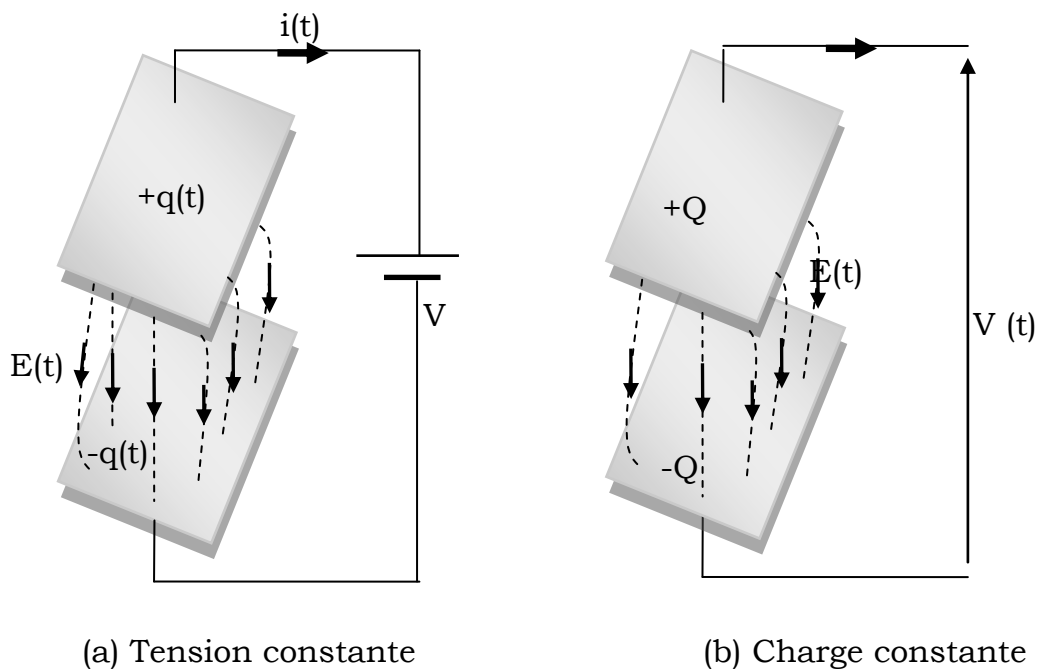 i(t)
+q(t)
V
E(t)
-q(t)
(a) Tension constante
+Q
E(t)
V (t)
-Q
(b) Charge constante